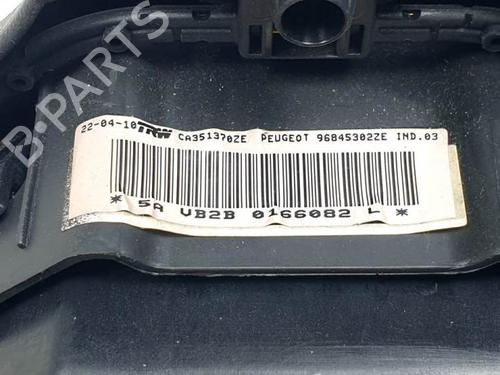 22-04-10 TRW CA351370ZE PEUGEOT 96845302ZE IND.03
* 5A VB2B 0166082 L *
B-PARTS